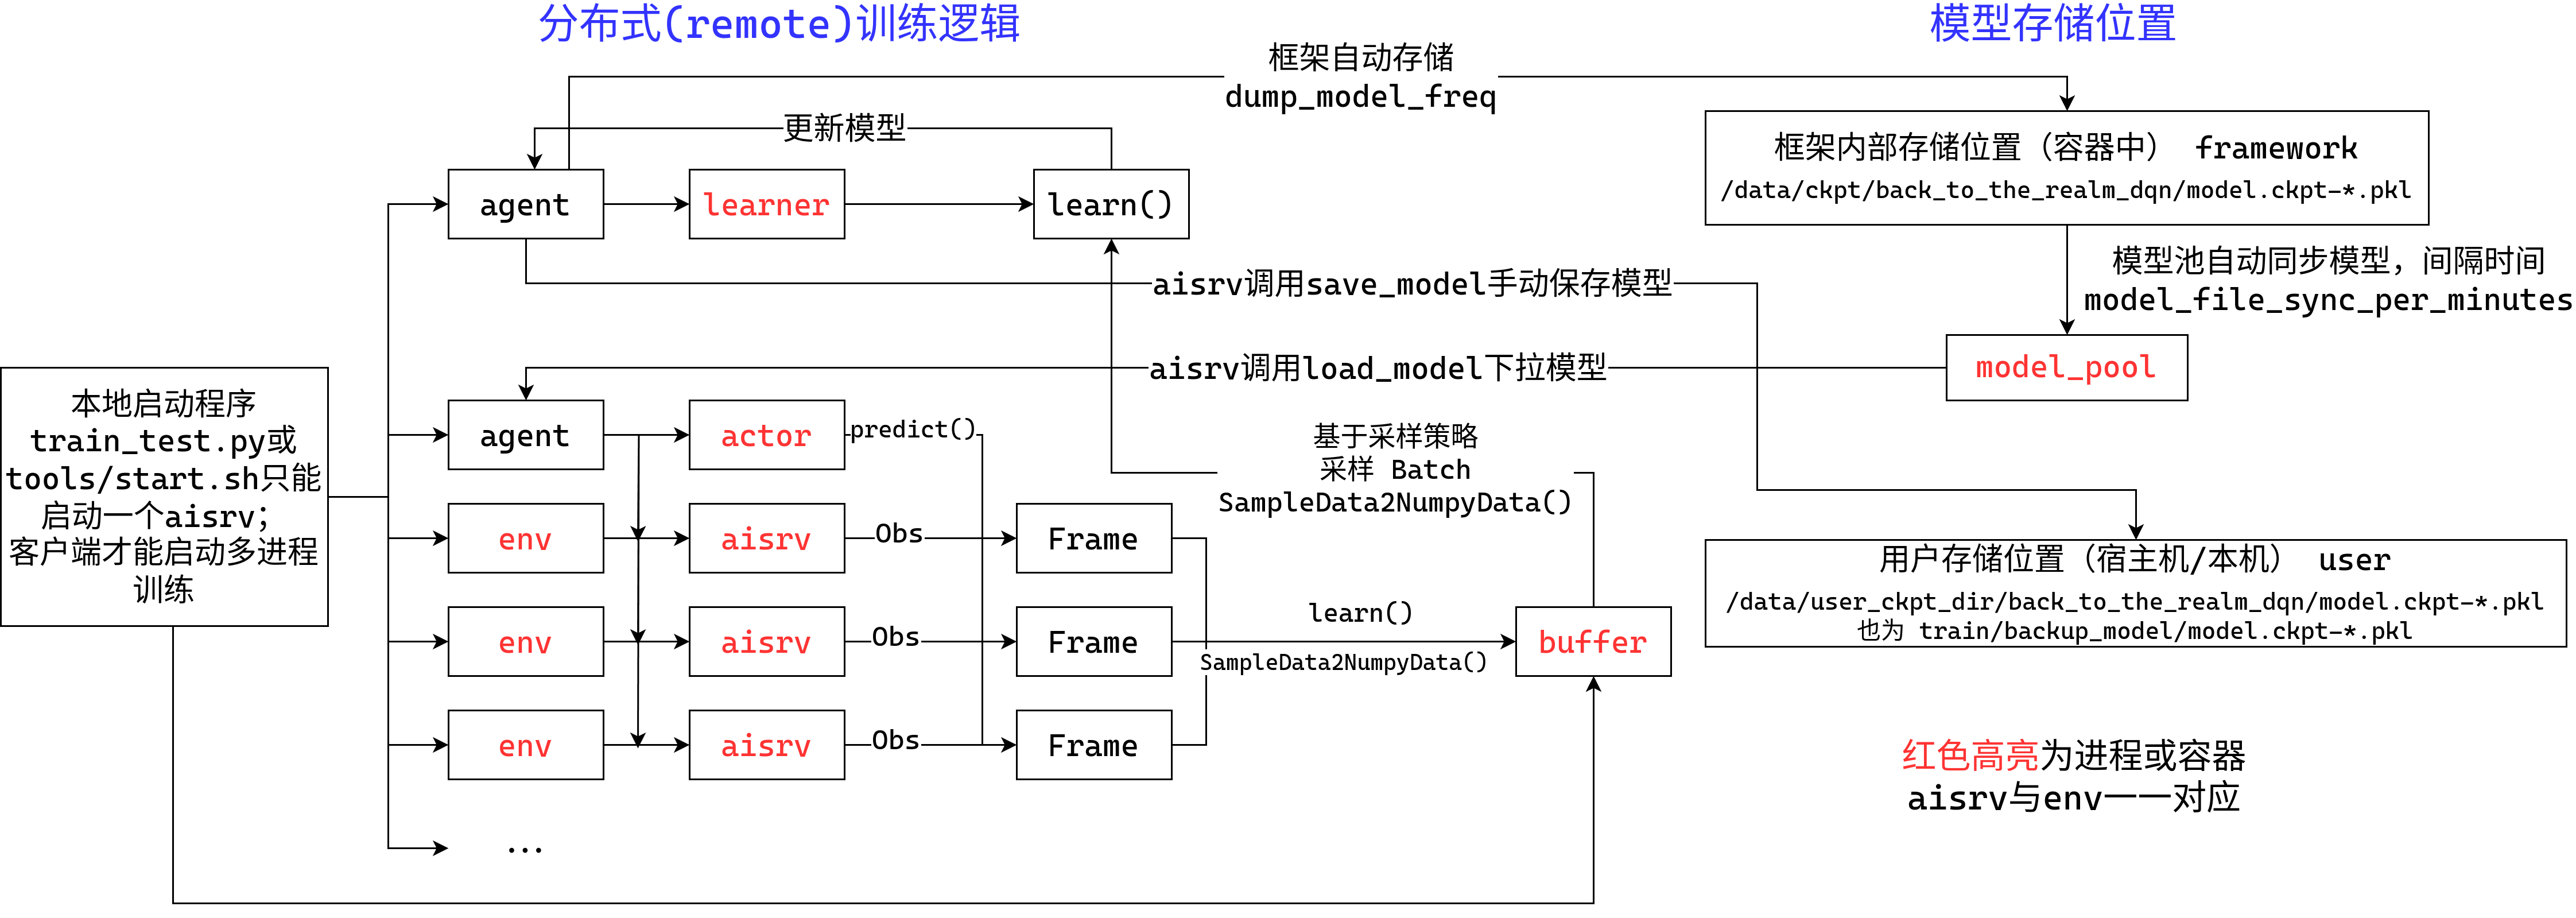 分布式(remote)训练逻辑
模型存储位置
框架自动存储
dump_model_freq
更新模型
agent
learner
learn()
框架内部存储位置（容器中） framework
/data/ckpt/back_to_the_realm_dqn/model.ckpt-*.pkl
模型池自动同步模型，间隔时间
model_file_sync_per_minutes
aisrv调用save_model手动保存模型
aisrv调用load_model下拉模型
model_pool
本地启动程序
train_test.py或
tools/start.sh只能
启动一个aisrv；
客户端才能启动多进程
训练
agent
actor
predict()
基于采样策略
采样 Batch
SampleData2NumpyData()
env
aisrv
Obs
Frame
用户存储位置（宿主机/本机） user
/data/user_ckpt_dir/back_to_the_realm_dqn/model.ckpt-*.pkl
也为 train/backup_model/model.ckpt-*.pkl
env
aisrv
Obs
Frame
learn()
SampleData2NumpyData()
buffer
env
aisrv
Obs
Frame
红色高亮为进程或容器
aisrv与env一一对应
...